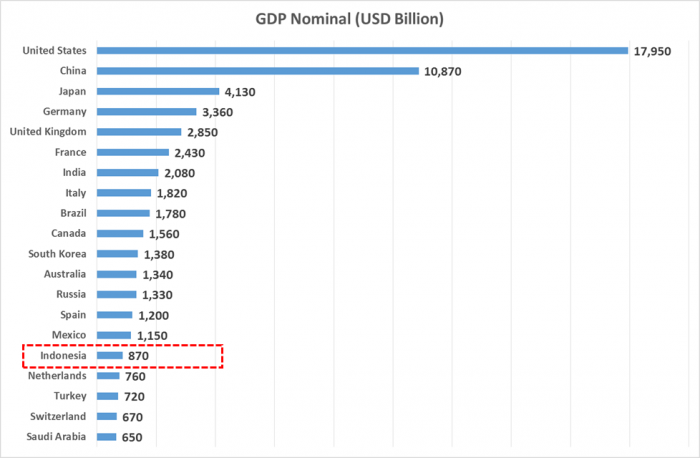 GDP Nominal (USD Billion)
United States 17,950
China 10,870
Japan 4,130
Germany 3,360
United Kingdom 2,850
France 2,430
India 2,080
Italy 1,820
Brazil 1,780
Canada 1,560
South Korea 1,380
Australia 1,340
Russia 1,330
Spain 1,200
Mexico 1,150
Indonesia 870
Netherlands 760
Turkey 720
Switzerland 670
Saudi Arabia 650